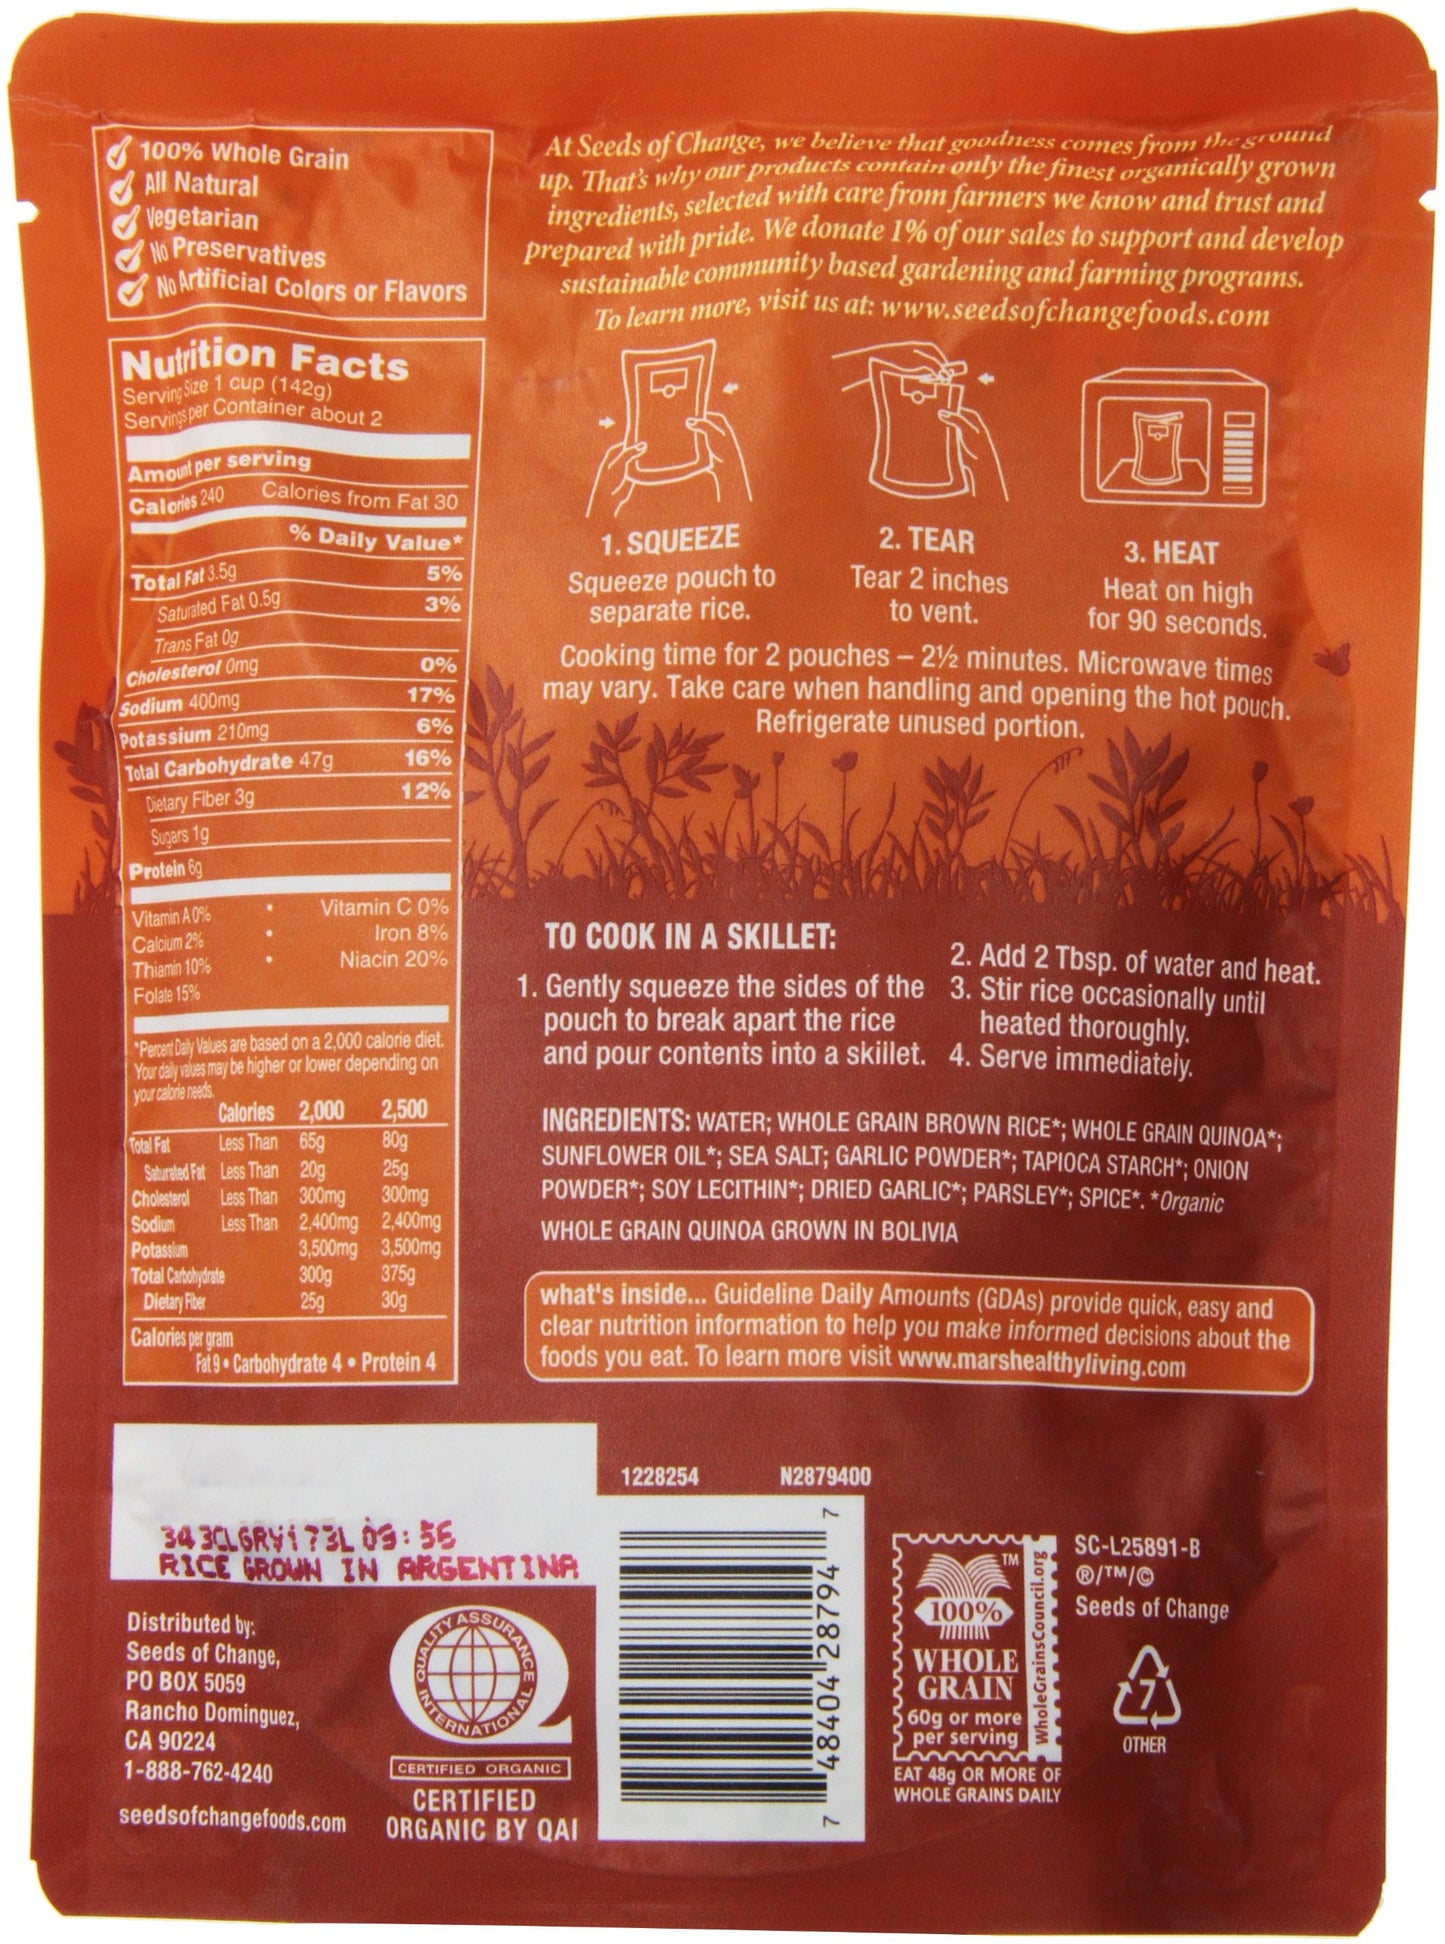 100% Whole Grain
All Natural
Vegetarian
No Preservatives
No Artificial Colors or Flavors
At Seeds of Change, we believe that goodness comes from the ground
up. That's why our products contain only the finest organically grown
ingredients, selected with care from farmers we know and trust and
prepared with pride. We donate 1% of our sales to support and develop
sustainable community based gardening and farming programs.
To learn more, visit us at: www.seedsofchangefoods.com
Nutrition Facts
Serving Size 1 cup (142g)
Servings per Container about 2
Amount per serving
Calories 240 Calories from Fat 30
% Daily Value*
Total Fat 3.5g 5%
Saturated Fat 0.5g 3%
Trans Fat 0g
Cholesterol 0mg 0%
Sodium 400mg 17%
Potassium 210mg 6%
Total Carbohydrate 47g 16%
Dietary Fiber 3g 12%
Sugars 1g
Protein 6g
Vitamin A 0% • Vitamin C 0%
Calcium 2% • Iron 8%
Thiamin 10% • Niacin 20%
Folate 15%
*Percent Daily Values are based on a 2,000 calorie diet.
Your daily values may be higher or lower depending on
your calorie needs.
Calories 2,000 2,500
Total Fat Less Than 65g 80g
Saturated Fat Less Than 20g 25g
Cholesterol Less Than 300mg 300mg
Sodium Less Than 2,400mg 2,400mg
Potassium 3,500mg 3,500mg
Total Carbohydrate 300g 375g
Dietary Fiber 25g 30g
Calories per gram
Fat 9 • Carbohydrate 4 • Protein 4
1. SQUEEZE
Squeeze pouch to
separate rice.
2. TEAR
Tear 2 inches
to vent.
3. HEAT
Heat on high
for 90 seconds.
Cooking time for 2 pouches – 2½ minutes. Microwave times
may vary. Take care when handling and opening the hot pouch.
Refrigerate unused portion.
TO COOK IN A SKILLET:
1. Gently squeeze the sides of the
pouch to break apart the rice
and pour contents into a skillet.
2. Add 2 Tbsp. of water and heat.
3. Stir rice occasionally until
heated thoroughly.
4. Serve immediately.
INGREDIENTS: WATER; WHOLE GRAIN BROWN RICE*; WHOLE GRAIN QUINOA*;
SUNFLOWER OIL*; SEA SALT; GARLIC POWDER*; TAPIOCA STARCH*; ONION
POWDER*; SOY LECITHIN*; DRIED GARLIC*; PARSLEY*; SPICE*. *Organic
WHOLE GRAIN QUINOA GROWN IN BOLIVIA
what's inside... Guideline Daily Amounts (GDAs) provide quick, easy and
clear nutrition information to help you make informed decisions about the
foods you eat. To learn more visit www.marshealthyliving.com
1228254 N2879400
RICE GROWN IN ARGENTINA
Distributed by:
Seeds of Change,
PO BOX 5059
Rancho Dominguez,
CA 90224
1-888-762-4240
seedsofchangefoods.com
QUALITY ASSURANCE
INTERNATIONAL
CERTIFIED ORGANIC
CERTIFIED
ORGANIC BY QAI
7 48404 28794 7
TM
100%
WHOLE
GRAIN
60g or more
per serving
WholeGrainsCouncil.org
EAT 48g OR MORE OF
WHOLE GRAINS DAILY
SC-L25891-B
®/™/©
Seeds of Change
7
OTHER